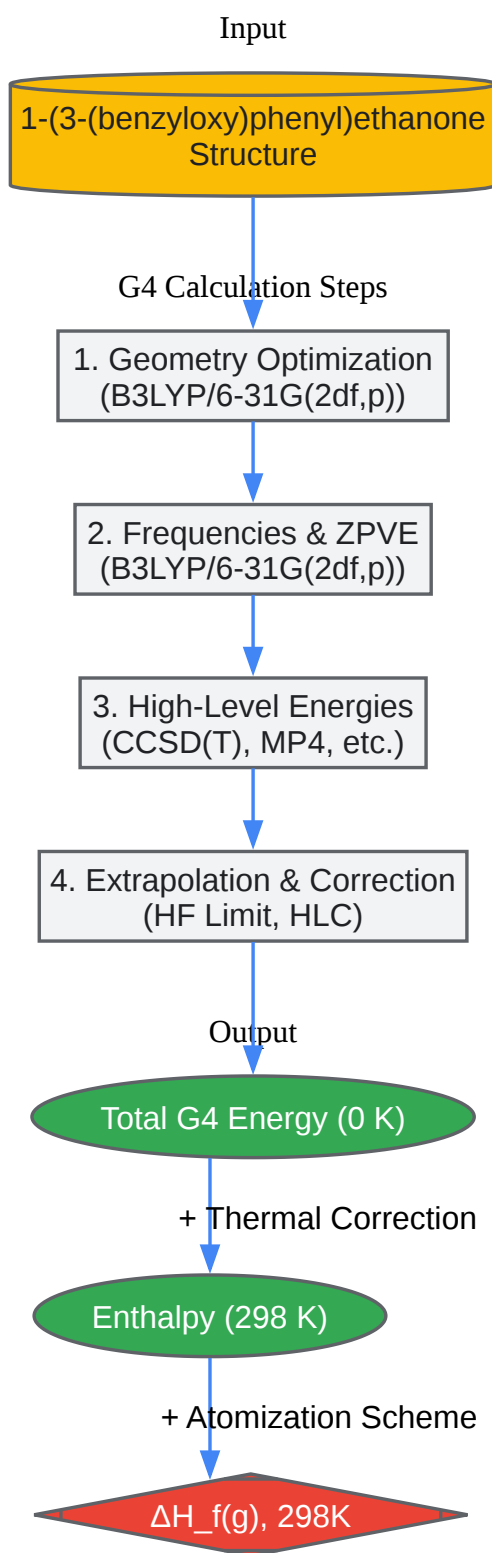 Input
1-(3-(benzyloxy)phenyl)ethanone
Structure
G4 Calculation Steps
1. Geometry Optimization
(B3LYP/6-31G(2df,p))
2. Frequencies & ZPVE
(B3LYP/6-31G(2df,p))
3. High-Level Energies
(CCSD(T), MP4, etc.)
4. Extrapolation & Correction
(HF Limit, HLC)
Output
Total G4 Energy (0 K)
+ Thermal Correction
Enthalpy (298 K)
+ Atomization Scheme
ΔH_f(g), 298K